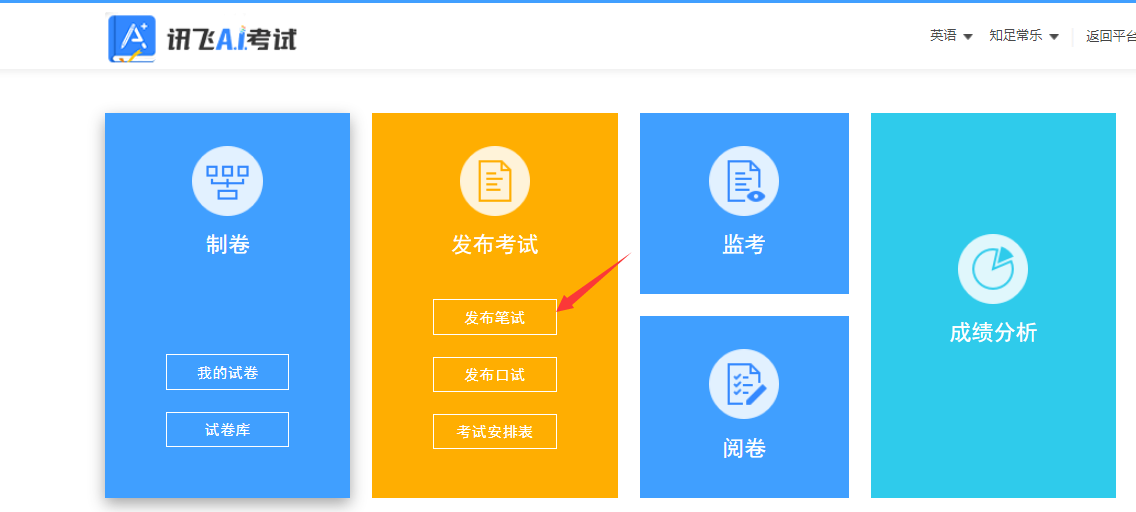 讯飞A.I.考试
英语
知足常乐
返回平台
制卷
我的试卷
试卷库
发布考试
发布笔试
发布口试
考试安排表
监考
阅卷
成绩分析